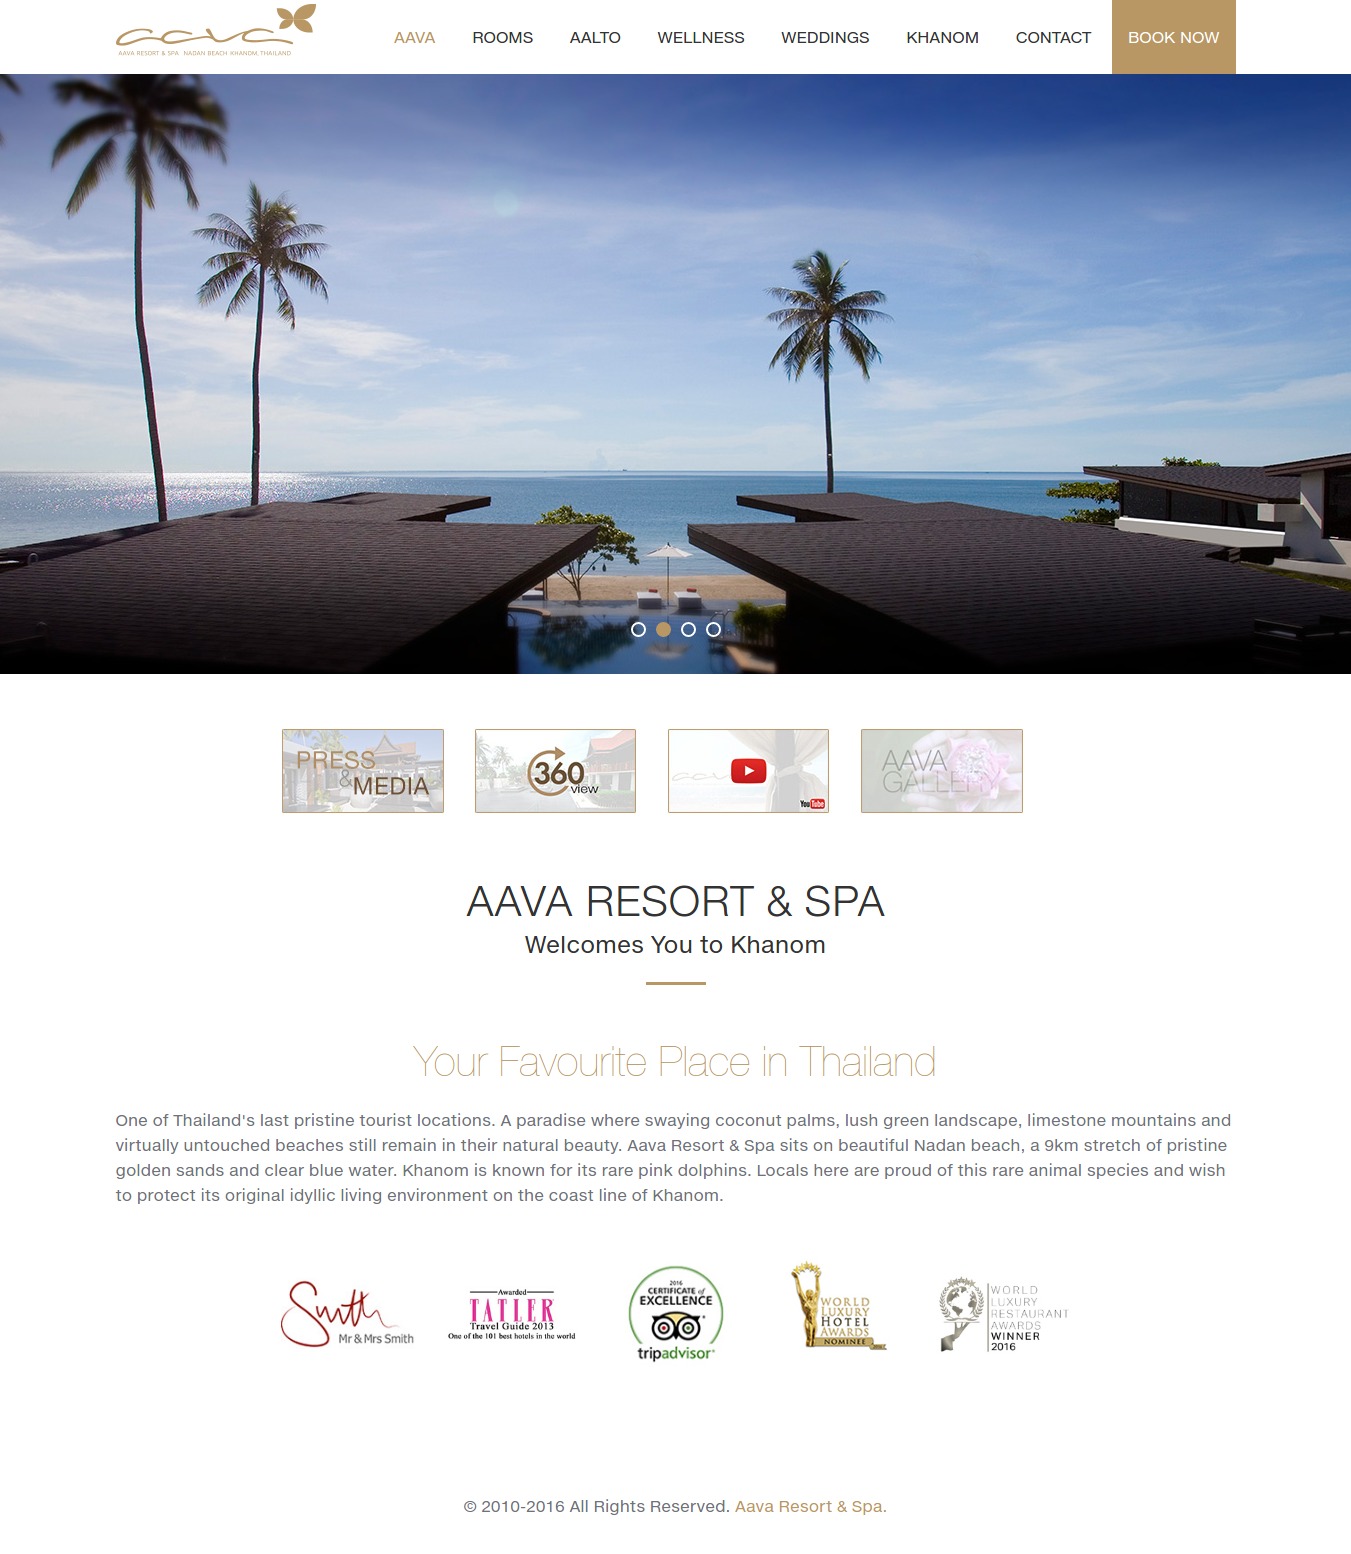 aava
AAVA RESORT & SPA NADAN BEACH KHANOM, THAILAND
AAVA ROOMS AALTO WELLNESS WEDDINGS KHANOM CONTACT BOOK NOW
PRESS
&
MEDIA
360
view
aava
YouTube
AAVA
GALLERY
AAVA RESORT & SPA
Welcomes You to Khanom
Your Favourite Place in Thailand
One of Thailand's last pristine tourist locations. A paradise where swaying coconut palms, lush green landscape, limestone mountains and
virtually untouched beaches still remain in their natural beauty. Aava Resort & Spa sits on beautiful Nadan beach, a 9km stretch of pristine
golden sands and clear blue water. Khanom is known for its rare pink dolphins. Locals here are proud of this rare animal species and wish
to protect its original idyllic living environment on the coast line of Khanom.
Smith
Mr & Mrs Smith
Awarded
TATLER
Travel Guide 2013
One of the 101 best hotels in the world
2016
CERTIFICATE of
EXCELLENCE
tripadvisor
WORLD
LUXURY
HOTEL
AWARDS
NOMINEE
WORLD
LUXURY
RESTAURANT
AWARDS
WINNER
2016
© 2010-2016 All Rights Reserved. Aava Resort & Spa.